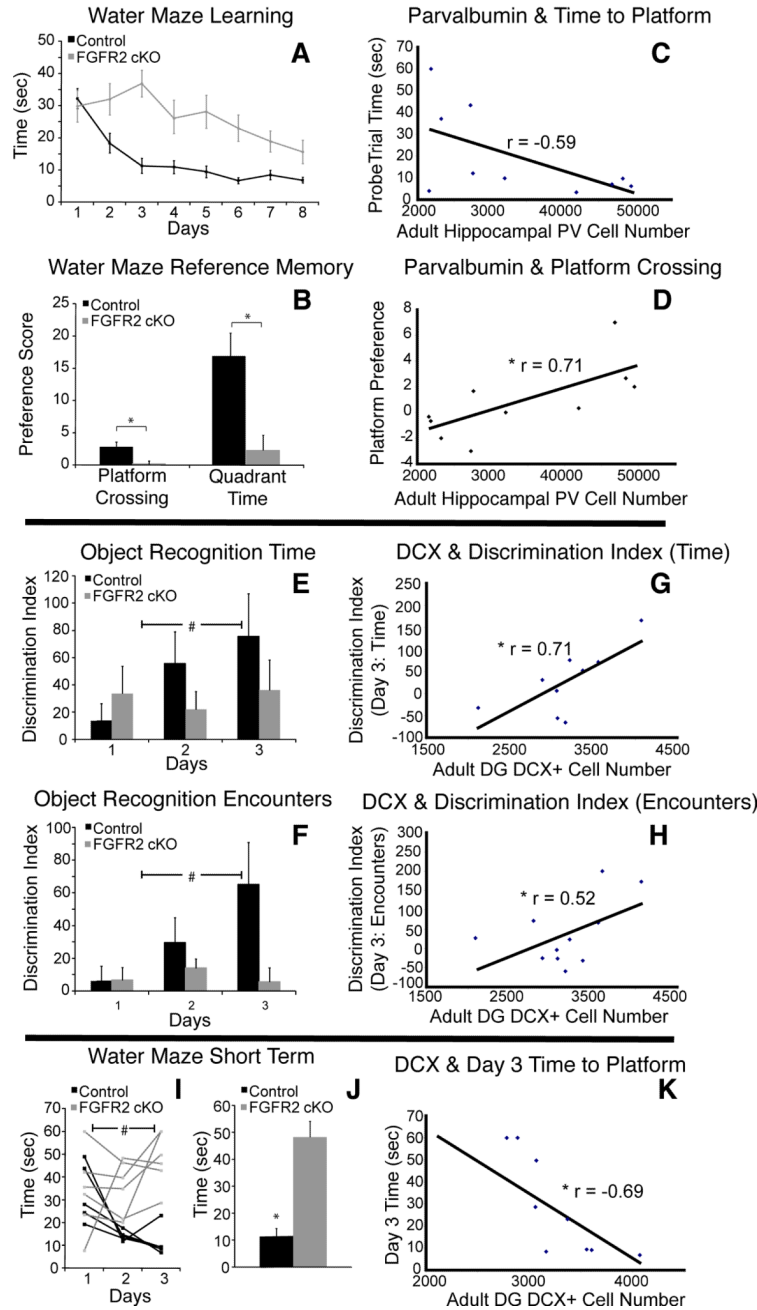 Water Maze Learning
Control
FGFR2 cKO
A
Time (sec)
50
40
30
20
10
0
1 2 3 4 5 6 7 8
Days
Parvalbumin & Time to Platform
C
ProbeTrial Time (sec)
70
60
50
40
30
20
10
0
r = -0.59
2000 3000 40000 50000
Adult Hippocampal PV Cell Number
Water Maze Reference Memory
Control
FGFR2 cKO
B
Preference Score
25
20
15
10
5
0
*
*
Platform Quadrant
Crossing Time
Parvalbumin & Platform Crossing
D
Platform Preference
8
6
4
2
0
-2
-4
* r = 0.71
2000 3000 40000 50000
Adult Hippocampal PV Cell Number
Object Recognition Time
Control
FGFR2 cKO
E
Discrimination Index
120
100
80
60
40
20
0
#
1 2 3
Days
DCX & Discrimination Index (Time)
G
Discrimination Index
(Day 3: Time)
250
200
150
100
50
0
-50
-100
* r = 0.71
1500 2500 3500 4500
Adult DG DCX+ Cell Number
Object Recognition Encounters
Control
FGFR2 cKO
F
Discrimination Index
100
80
60
40
20
0
#
1 2 3
Days
DCX & Discrimination Index (Encounters)
H
Discrimination Index
(Day 3: Encounters)
300
200
150
100
50
0
-50
-100
* r = 0.52
1500 2500 3500 4500
Adult DG DCX+ Cell Number
Water Maze Short Term
Control
FGFR2 cKO
I
Time (sec)
70
60
50
40
30
20
10
0
#
1 2 3
Days
Control
FGFR2 cKO
J
Time (sec)
60
50
40
30
20
10
0
*
DCX & Day 3 Time to Platform
K
Day 3 Time (sec)
70
60
50
40
30
20
10
0
* r = -0.69
2000 3000 4000
Adult DG DCX+ Cell Number